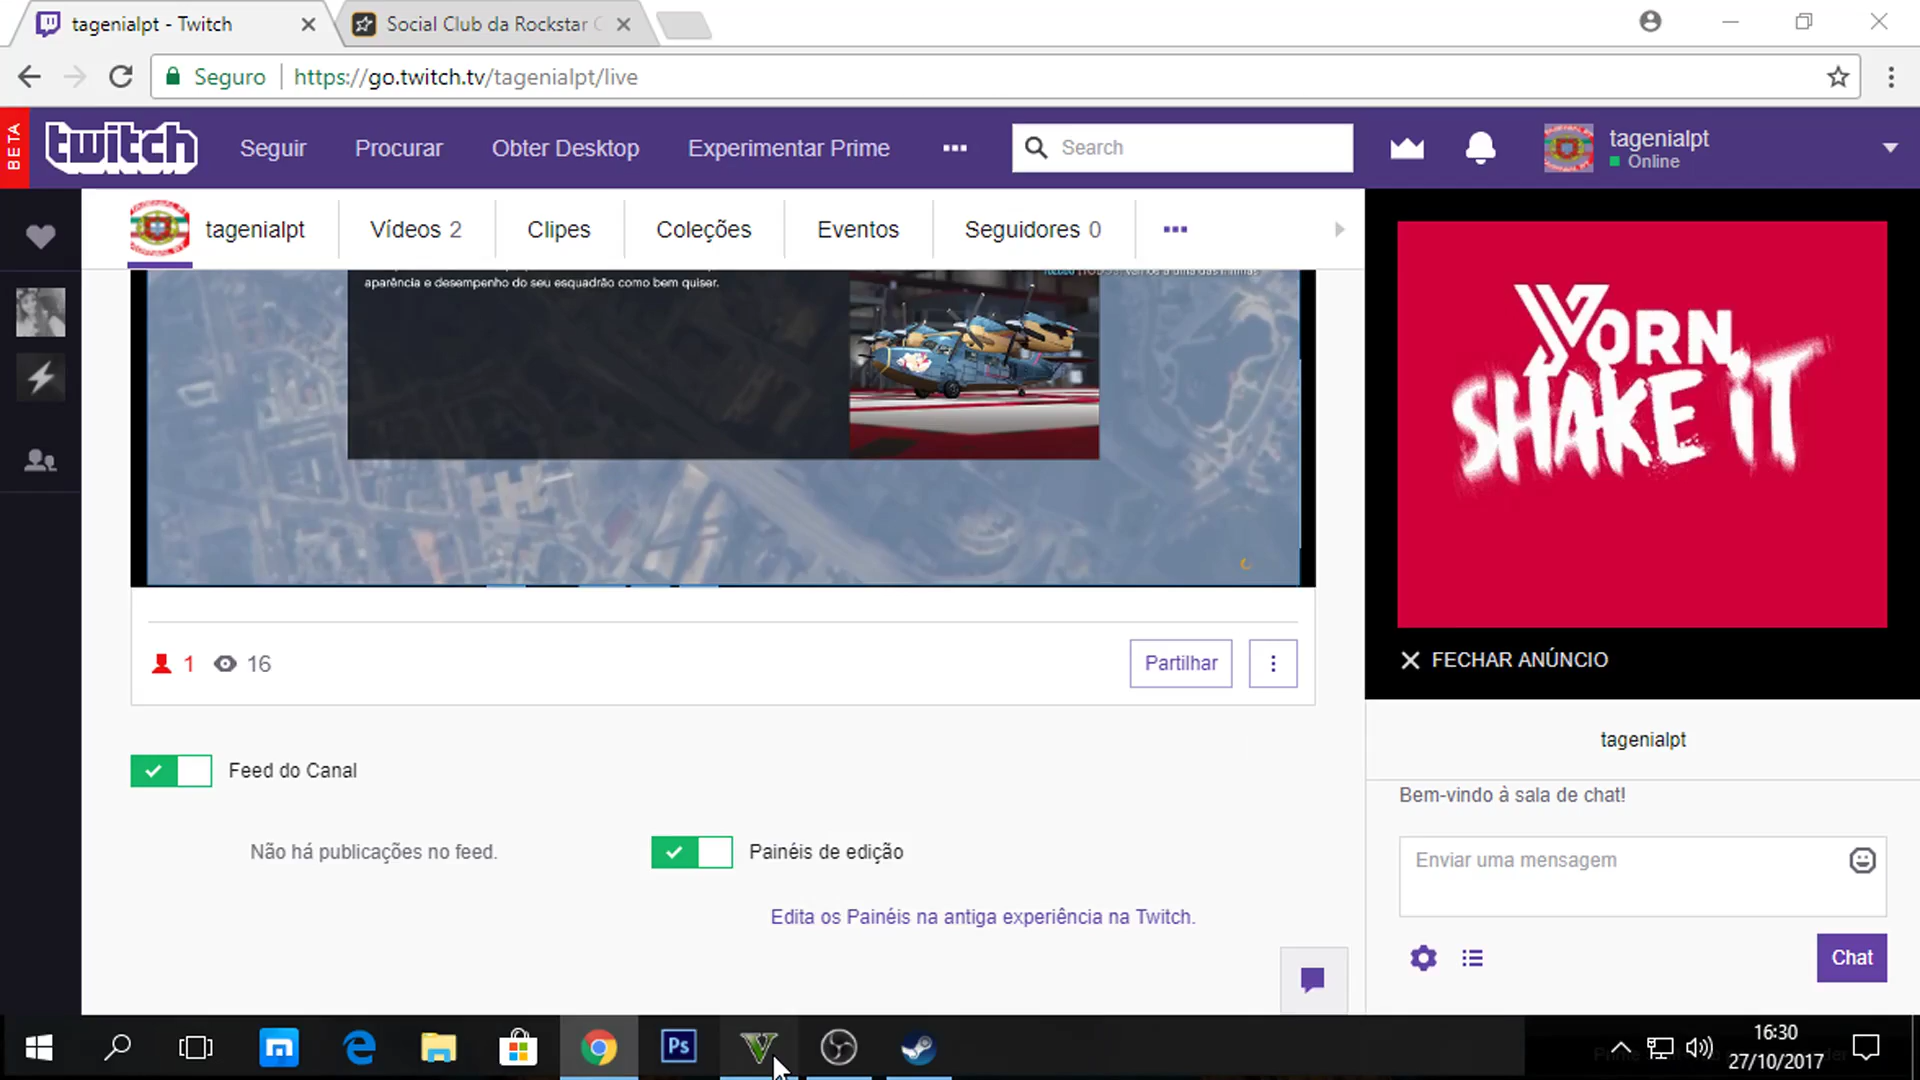 tagenialpt - Twitch
Social Club da Rockstar
Seguro
https://go.twitch.tv/tagenialpt/live
BETA
twitch
Seguir
Procurar
Obter Desktop
Experimentar Prime
Search
tagenialpt
Online
tagenialpt
Vídeos 2
Clipes
Coleções
Eventos
Seguidores 0
aparência e desempenho do seu esquadrão como bem quiser.
YORN
SHAKE iT
FECHAR ANÚNCIO
1
16
Partilhar
tagenialpt
Feed do Canal
Bem-vindo à sala de chat!
Não há publicações no feed.
Painéis de edição
Enviar uma mensagem
Edita os Painéis na antiga experiência na Twitch.
Chat
Ps
16:30
27/10/2017